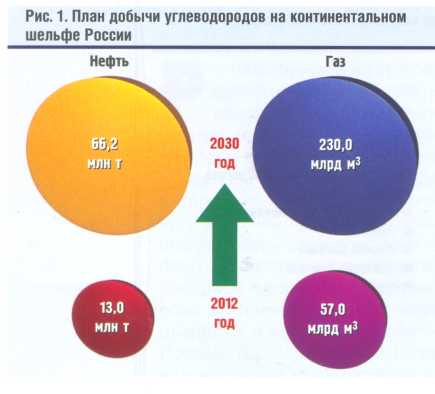 Рис. 1. План добычи углеводородов на континентальном
шельфе России
Нефть
Газ
66,2
млн т
2030
год
230,0
млрд м³
13,0
млн т
2012
год
57,0
млрд м³